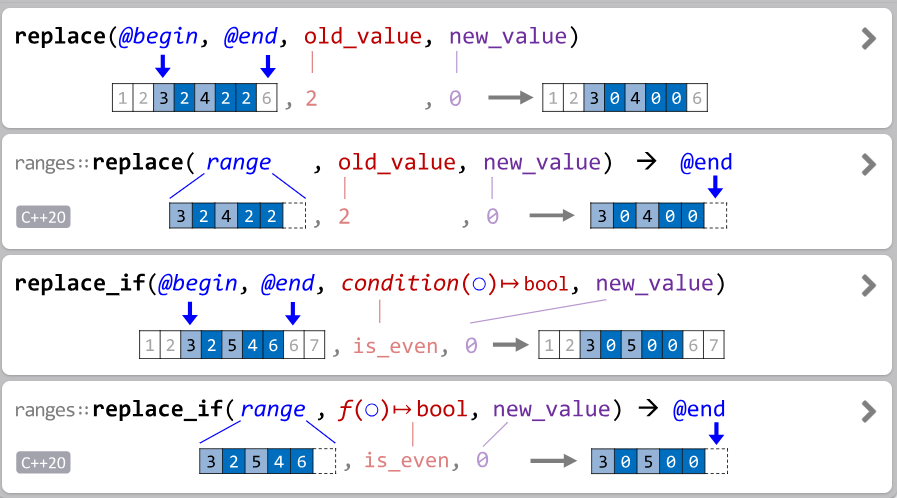 replace(@begin, @end, old_value, new_value)
1 2 3 2 4 2 2 6 , 2 , 0 → 1 2 3 0 4 0 0 6
ranges::replace( range , old_value, new_value) → @end
C++20 3 2 4 2 2 , 2 , 0 → 3 0 4 0 0
replace_if(@begin, @end, condition(○)↦bool, new_value)
1 2 3 2 5 4 6 6 7 , is_even, 0 → 1 2 3 0 5 0 0 6 7
ranges::replace_if( range , f(○)↦bool, new_value) → @end
C++20 3 2 5 4 6 , is_even, 0 → 3 0 5 0 0